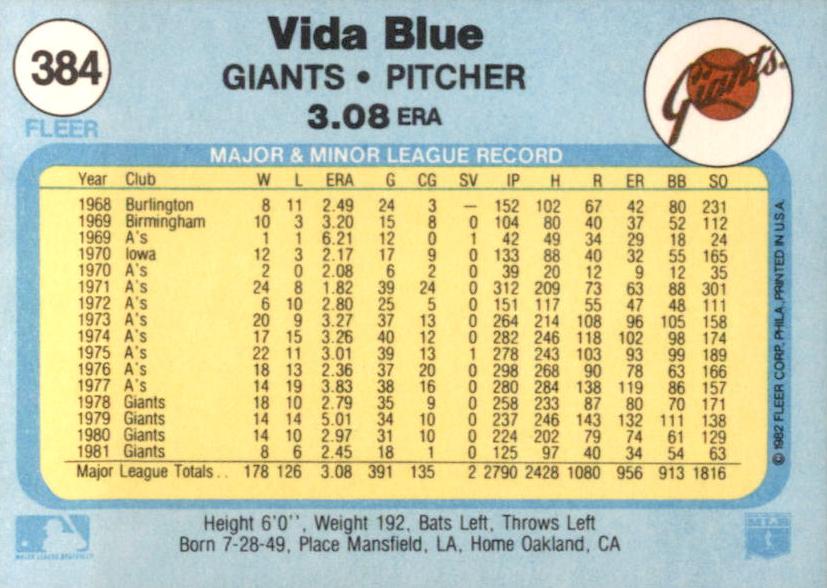 384
FLEER
Vida Blue
GIANTS • PITCHER
3.08 ERA
Giants
MAJOR & MINOR LEAGUE RECORD
Year Club W L ERA G CG SV IP H R ER BB SO
1968 Burlington 8 11 2.49 24 3 — 152 102 67 42 80 231
1969 Birmingham 10 3 3.20 15 8 0 104 80 40 37 52 112
1969 A's 1 1 6.21 12 0 1 42 49 34 29 18 24
1970 Iowa 12 3 2.17 17 9 0 133 88 40 32 55 165
1970 A's 2 0 2.08 6 2 0 39 20 12 9 12 35
1971 A's 24 8 1.82 39 24 0 312 209 73 63 88 301
1972 A's 6 10 2.80 25 5 0 151 117 55 47 48 111
1973 A's 20 9 3.27 37 13 0 264 214 108 96 105 158
1974 A's 17 15 3.26 40 12 0 282 246 118 102 98 174
1975 A's 22 11 3.01 39 13 1 278 243 103 93 99 189
1976 A's 18 13 2.36 37 20 0 298 268 90 78 63 166
1977 A's 14 19 3.83 38 16 0 280 284 138 119 86 157
1978 Giants 18 10 2.79 35 9 0 258 233 87 80 70 171
1979 Giants 14 14 5.01 34 10 0 237 246 143 132 111 138
1980 Giants 14 10 2.97 31 10 0 224 202 79 74 61 129
1981 Giants 8 6 2.45 18 1 0 125 97 40 34 54 63
Major League Totals .. 178 126 3.08 391 135 2 2790 2428 1080 956 913 1816
© 1982 FLEER CORP. PHILA., PRINTED IN U.S.A.
Height 6'0'', Weight 192, Bats Left, Throws Left
Born 7-28-49, Place Mansfield, LA, Home Oakland, CA